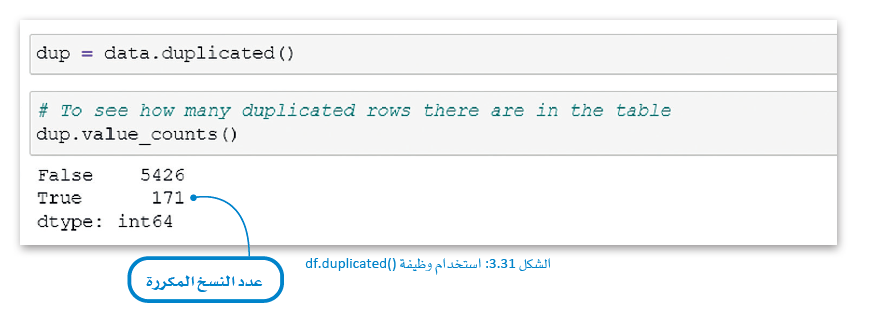 dup = data.duplicated()
# To see how many duplicated rows there are in the table
dup.value_counts()
False 5426
True 171
dtype: int64
عدد النسخ المكررة
الشكل 3.31: استخدام وظيفة df.duplicated()